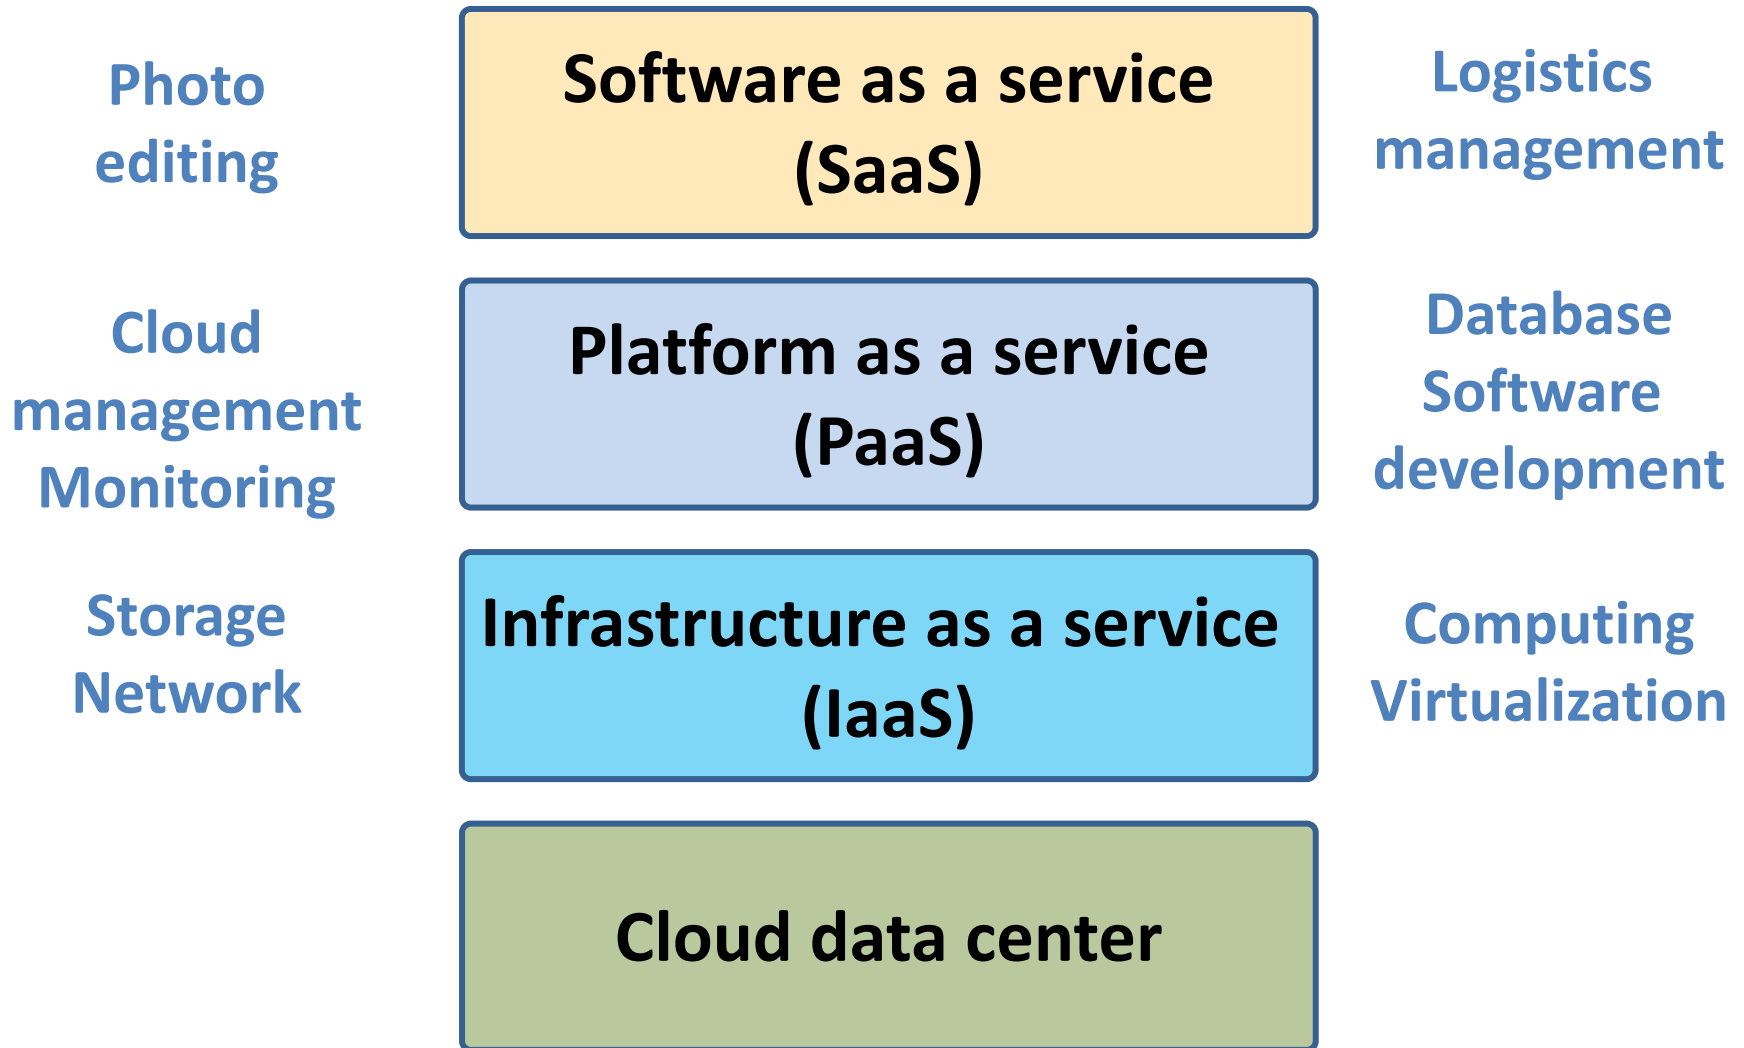 Photo
editing
Software as a service
(SaaS)
Logistics
management
Cloud
management
Monitoring
Platform as a service
(PaaS)
Database
Software
development
Storage
Network
Infrastructure as a service
(IaaS)
Computing
Virtualization
Cloud data center